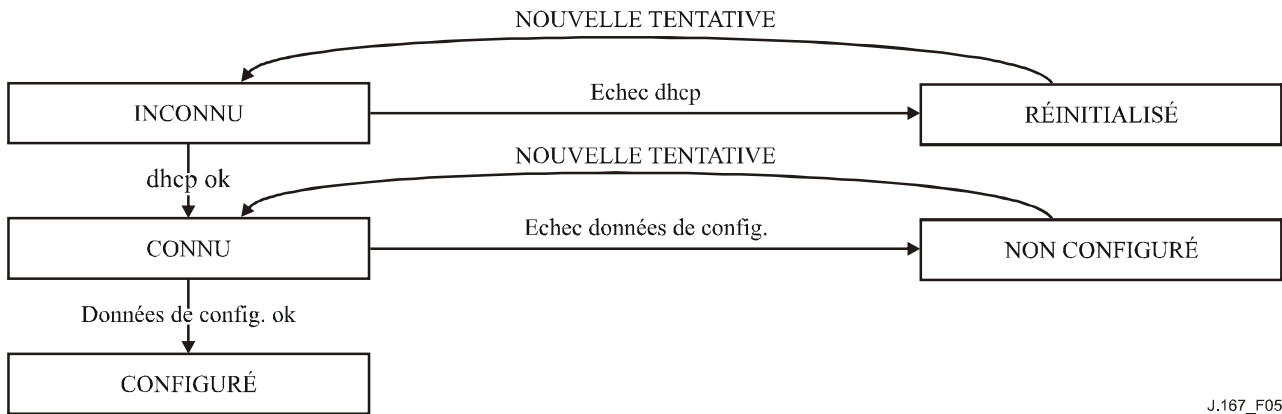 NOUVELLE TENTATIVE
INCONNU
Echec dhcp
RÉINITIALISÉ
dhcp ok
NOUVELLE TENTATIVE
CONNU
Echec données de config.
NON CONFIGURÉ
Données de config. ok
CONFIGURÉ
J.167_F05